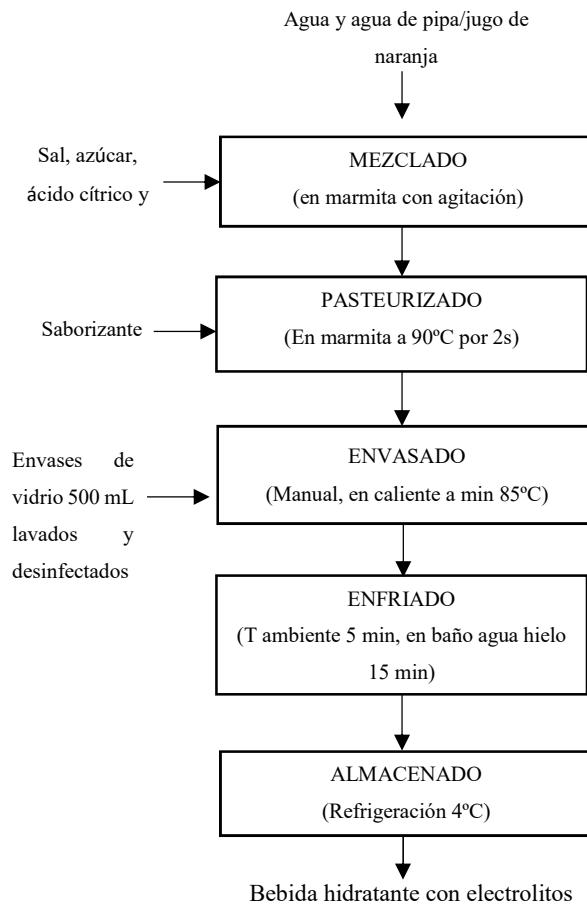 Agua y agua de pipa/jugo de
naranja
Sal, azúcar,
ácido cítrico y
MEZCLADO
(en marmita con agitación)
Saborizante
PASTEURIZADO
(En marmita a 90ºC por 2s)
Envases de
vidrio 500 mL
lavados y
desinfectados
ENVASADO
(Manual, en caliente a min 85ºC)
ENFRIADO
(T ambiente 5 min, en baño agua hielo
15 min)
ALMACENADO
(Refrigeración 4ºC)
Bebida hidratante con electrolitos